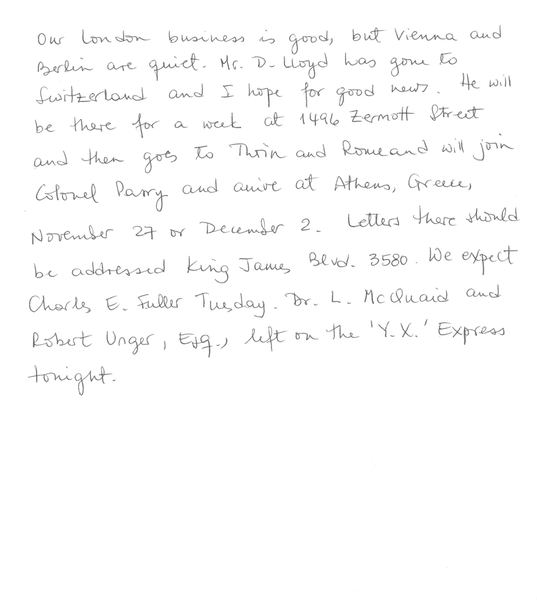 Our London business is good, but Vienna and
Berlin are quiet. Mr. D. Lloyd has gone to
Switzerland and I hope for good news. He will
be there for a week at 1496 Zermott Street
and then goes to Turin and Rome and will join
Colonel Parry and arrive at Athens, Greece,
November 27 or December 2. Letters there should
be addressed King James Blvd. 3580. We expect
Charles E. Fuller Tuesday. Dr. L. McQuaid and
Robert Unger, Esq., left on the 'Y.X.' Express
tonight.